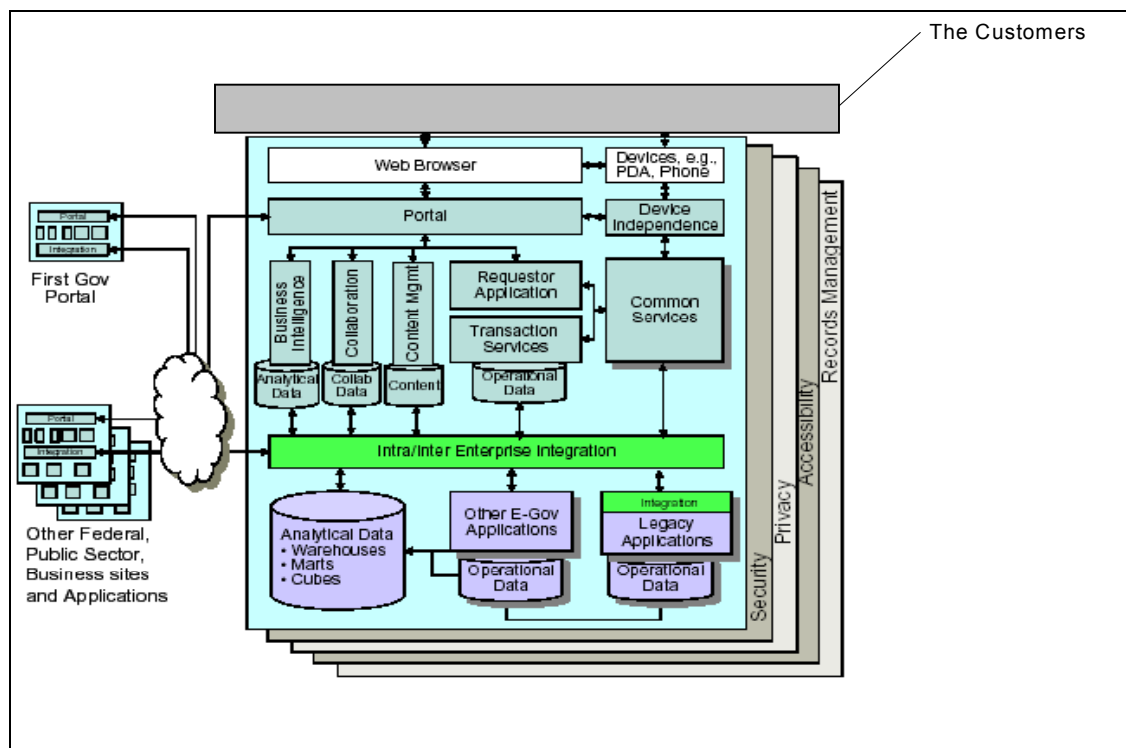 The Customers
Web Browser
Devices, e.g.,
PDA, Phone
Portal
Device
Independence
Portal
Integration
First Gov
Portal
Business
Intelligence
Collaboration
Content Mgmt
Requestor
Application
Transaction
Services
Common
Services
Analytical
Data
Collab
Data
Content
Operational
Data
Portal
Integration
Other Federal,
Public Sector,
Business sites
and Applications
Intra/Inter Enterprise Integration
Analytical Data
• Warehouses
• Marts
• Cubes
Other E-Gov
Applications
Operational
Data
Integration
Legacy
Applications
Operational
Data
Security
Privacy
Accessibility
Records Management